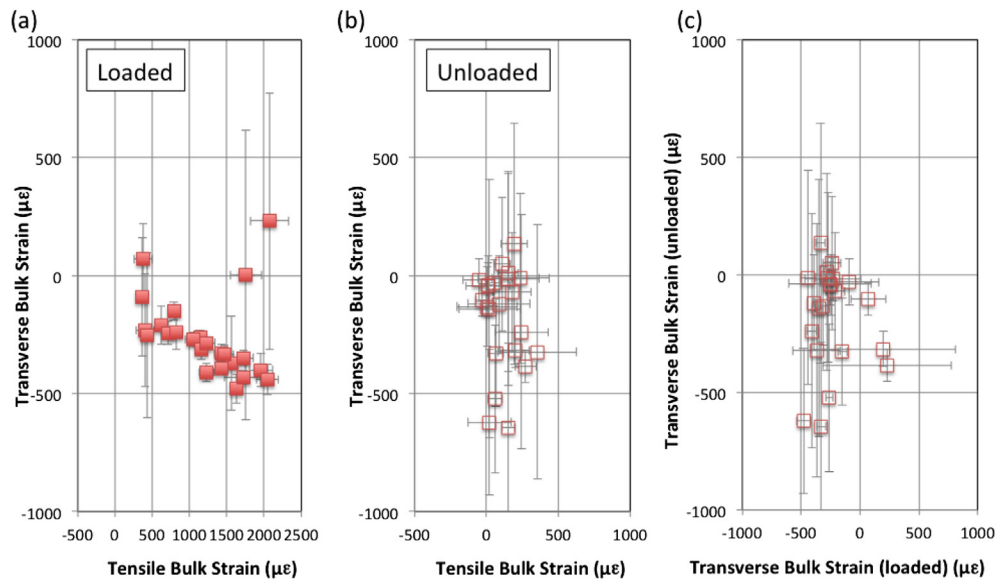 (a)
(b)
(c)
Loaded
Unloaded
Transverse Bulk Strain (µε)
1000
500
0
-500
-1000
-500 0 500 1000 1500 2000 2500
Tensile Bulk Strain (µε)
Transverse Bulk Strain (µε)
1000
500
0
-500
-1000
-500 0 500 1000
Tensile Bulk Strain (µε)
Transverse Bulk Strain (unloaded) (µε)
1000
500
0
-500
-1000
-1000 -500 0 500 1000
Transverse Bulk Strain (loaded) (µε)